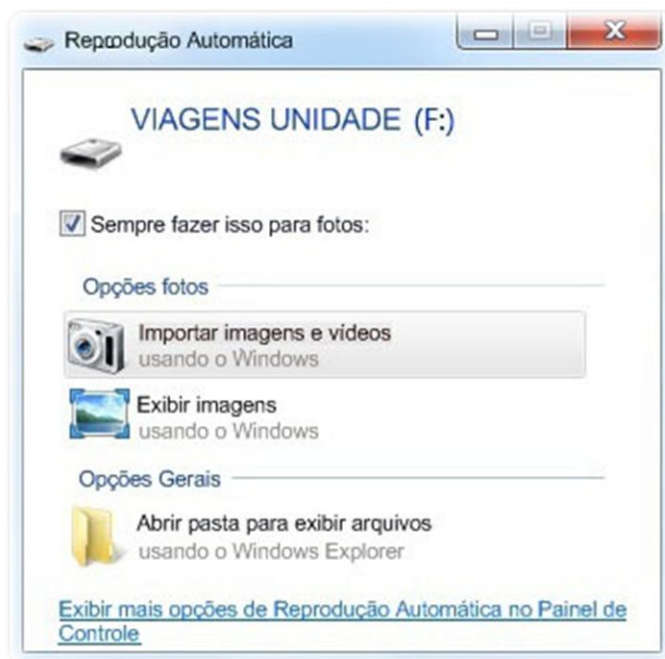 Reprodução Automática
VIAGENS UNIDADE (F:)
Sempre fazer isso para fotos:
Opções fotos
Importar imagens e vídeos
usando o Windows
Exibir imagens
usando o Windows
Opções Gerais
Abrir pasta para exibir arquivos
usando o Windows Explorer
Exibir mais opções de Reprodução Automática no Painel de
Controle